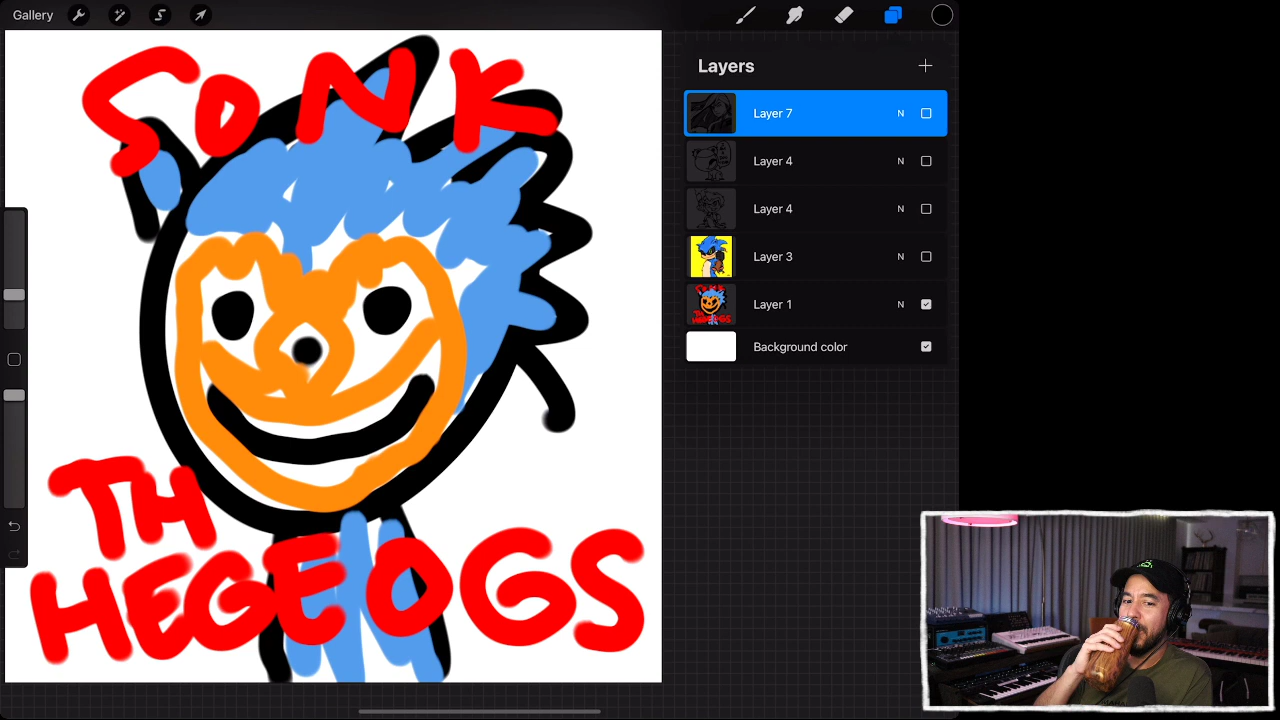 Gallery
Layers
Layer 7 N
Layer 4 N
Layer 4 N
Layer 3 N
Layer 1 N
Background color
SONK
TH
HEGEOGS